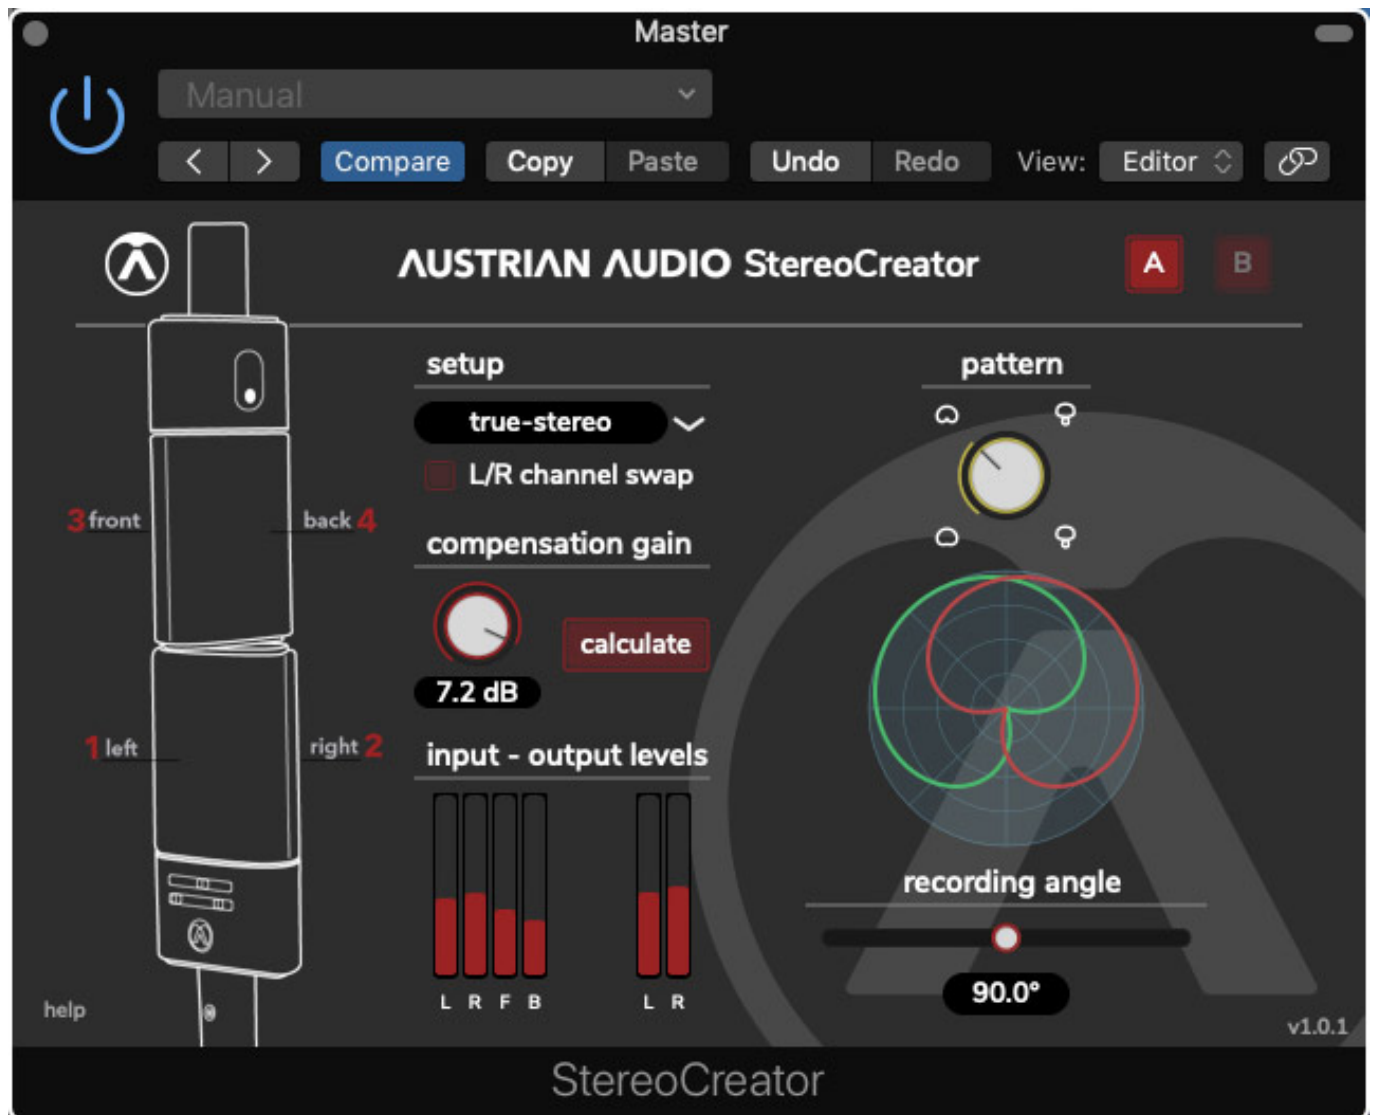 Master
Manual
Compare Copy Paste Undo Redo View: Editor
AUSTRIAN AUDIO StereoCreator A B
setup
true-stereo
L/R channel swap
compensation gain
calculate
7.2 dB
input - output levels
L R F B L R
pattern
recording angle
90.0°
3 front
back 4
1 left
right 2
help
v1.0.1
StereoCreator